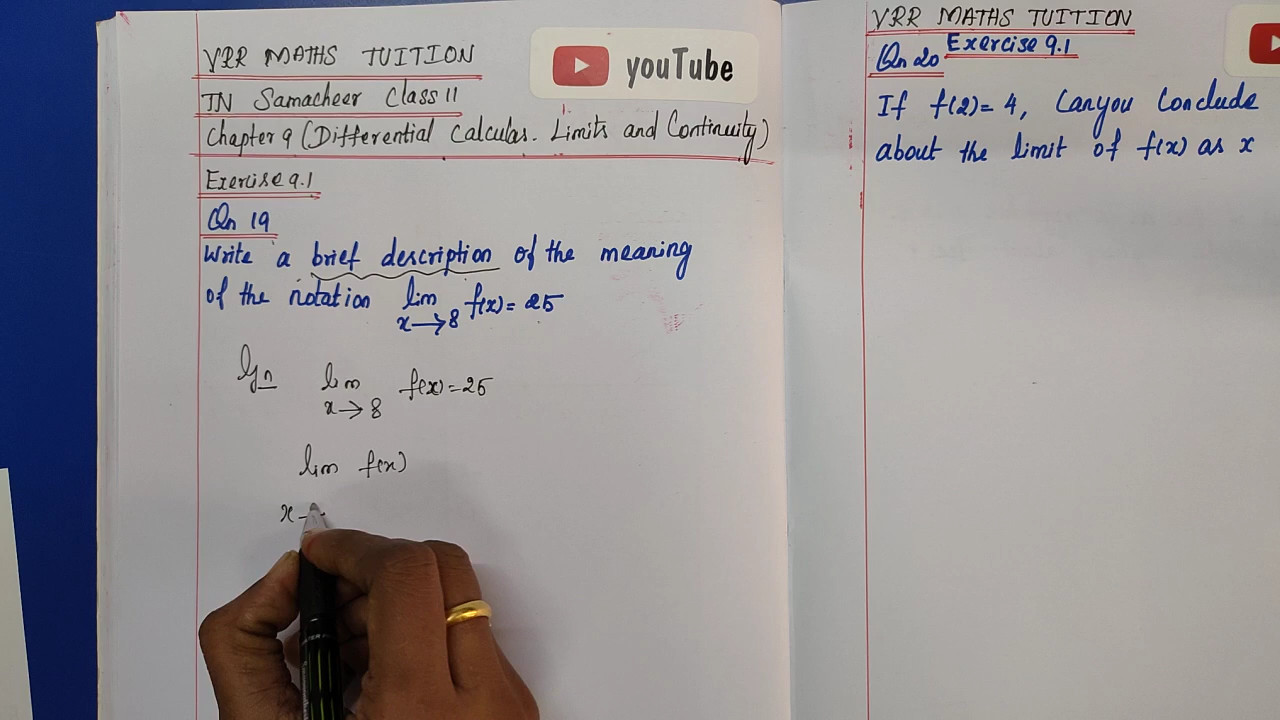 VRR MATHS TUITION
youTube
TN Samacheer Class 11
Chapter 9 (Differential Calculas. Limits and Continuity)
Exercise 9.1
Qn 19
Write a brief description of the meaning
of the notation lim f(x) = 25
x→8
Gn lim f(x) = 25
x→8
lim f(x)
x
VRR MATHS TUITION
Qn 20 Exercise 9.1
If f(2) = 4, Can you Conclude
about the limit of f(x) as x